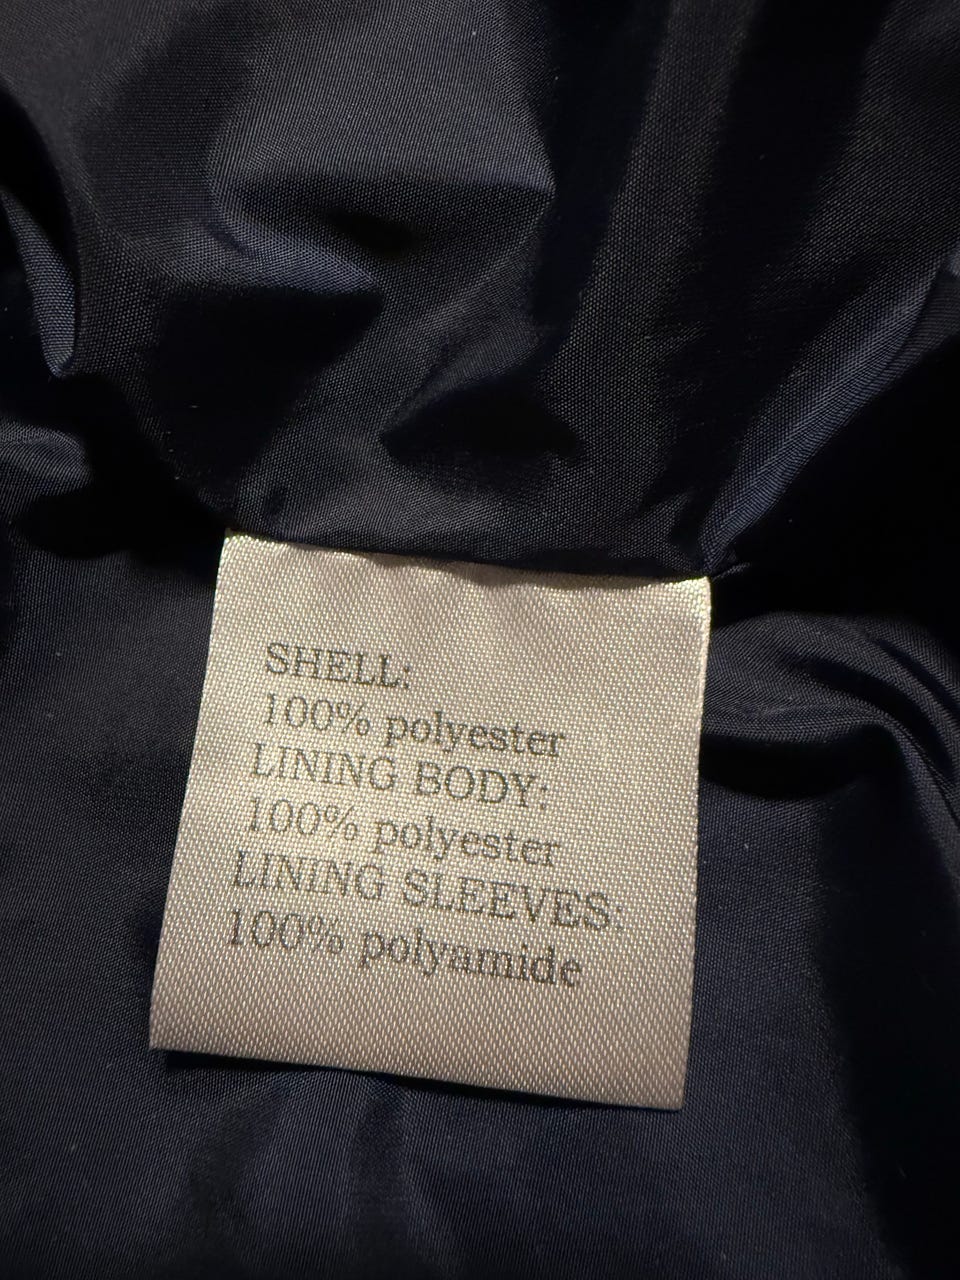 SHELL:
100% polyester
LINING BODY:
100% polyester
LINING SLEEVES:
100% polyamide